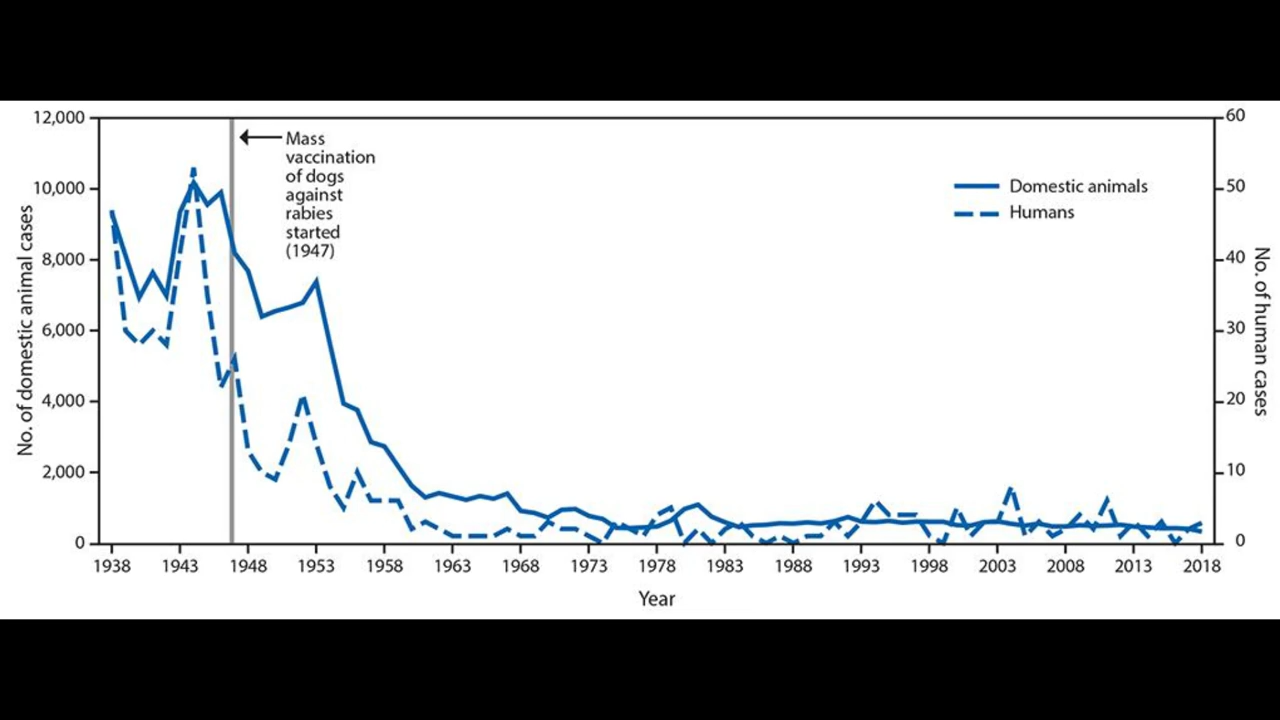 12,000
10,000
8,000
6,000
4,000
2,000
0
No. of domestic animal cases
Mass
vaccination
of dogs
against
rabies
started
(1947)
Domestic animals
Humans
60
50
40
30
20
10
0
No. of human cases
1938 1943 1948 1953 1958 1963 1968 1973 1978 1983 1988 1993 1998 2003 2008 2013 2018
Year